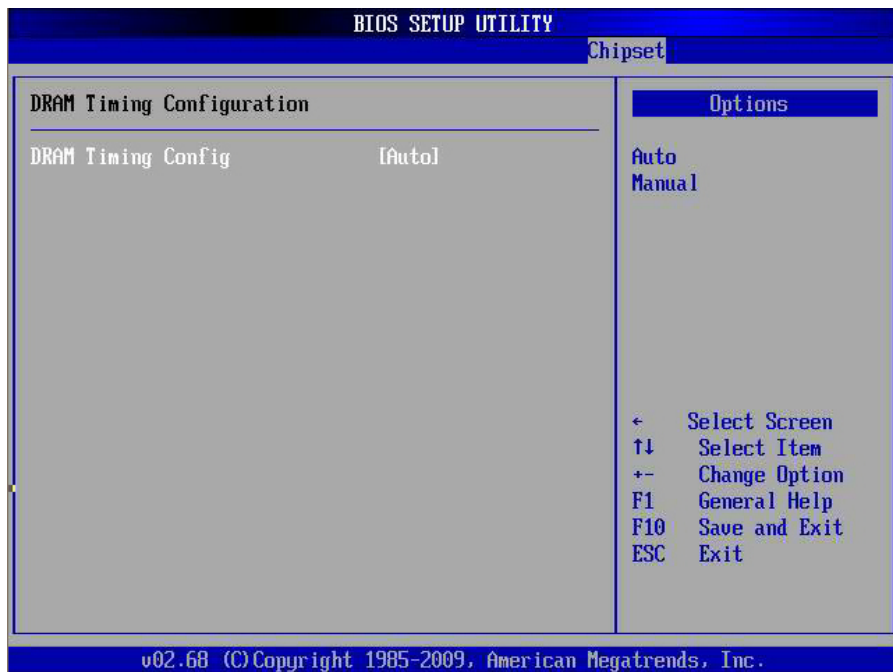 BIOS SETUP UTILITY
Chipset
DRAM Timing Configuration
DRAM Timing Config [Auto]
Options
Auto
Manual
← Select Screen
↑↓ Select Item
+- Change Option
F1 General Help
F10 Save and Exit
ESC Exit
v02.68 (C)Copyright 1985-2009, American Megatrends, Inc.